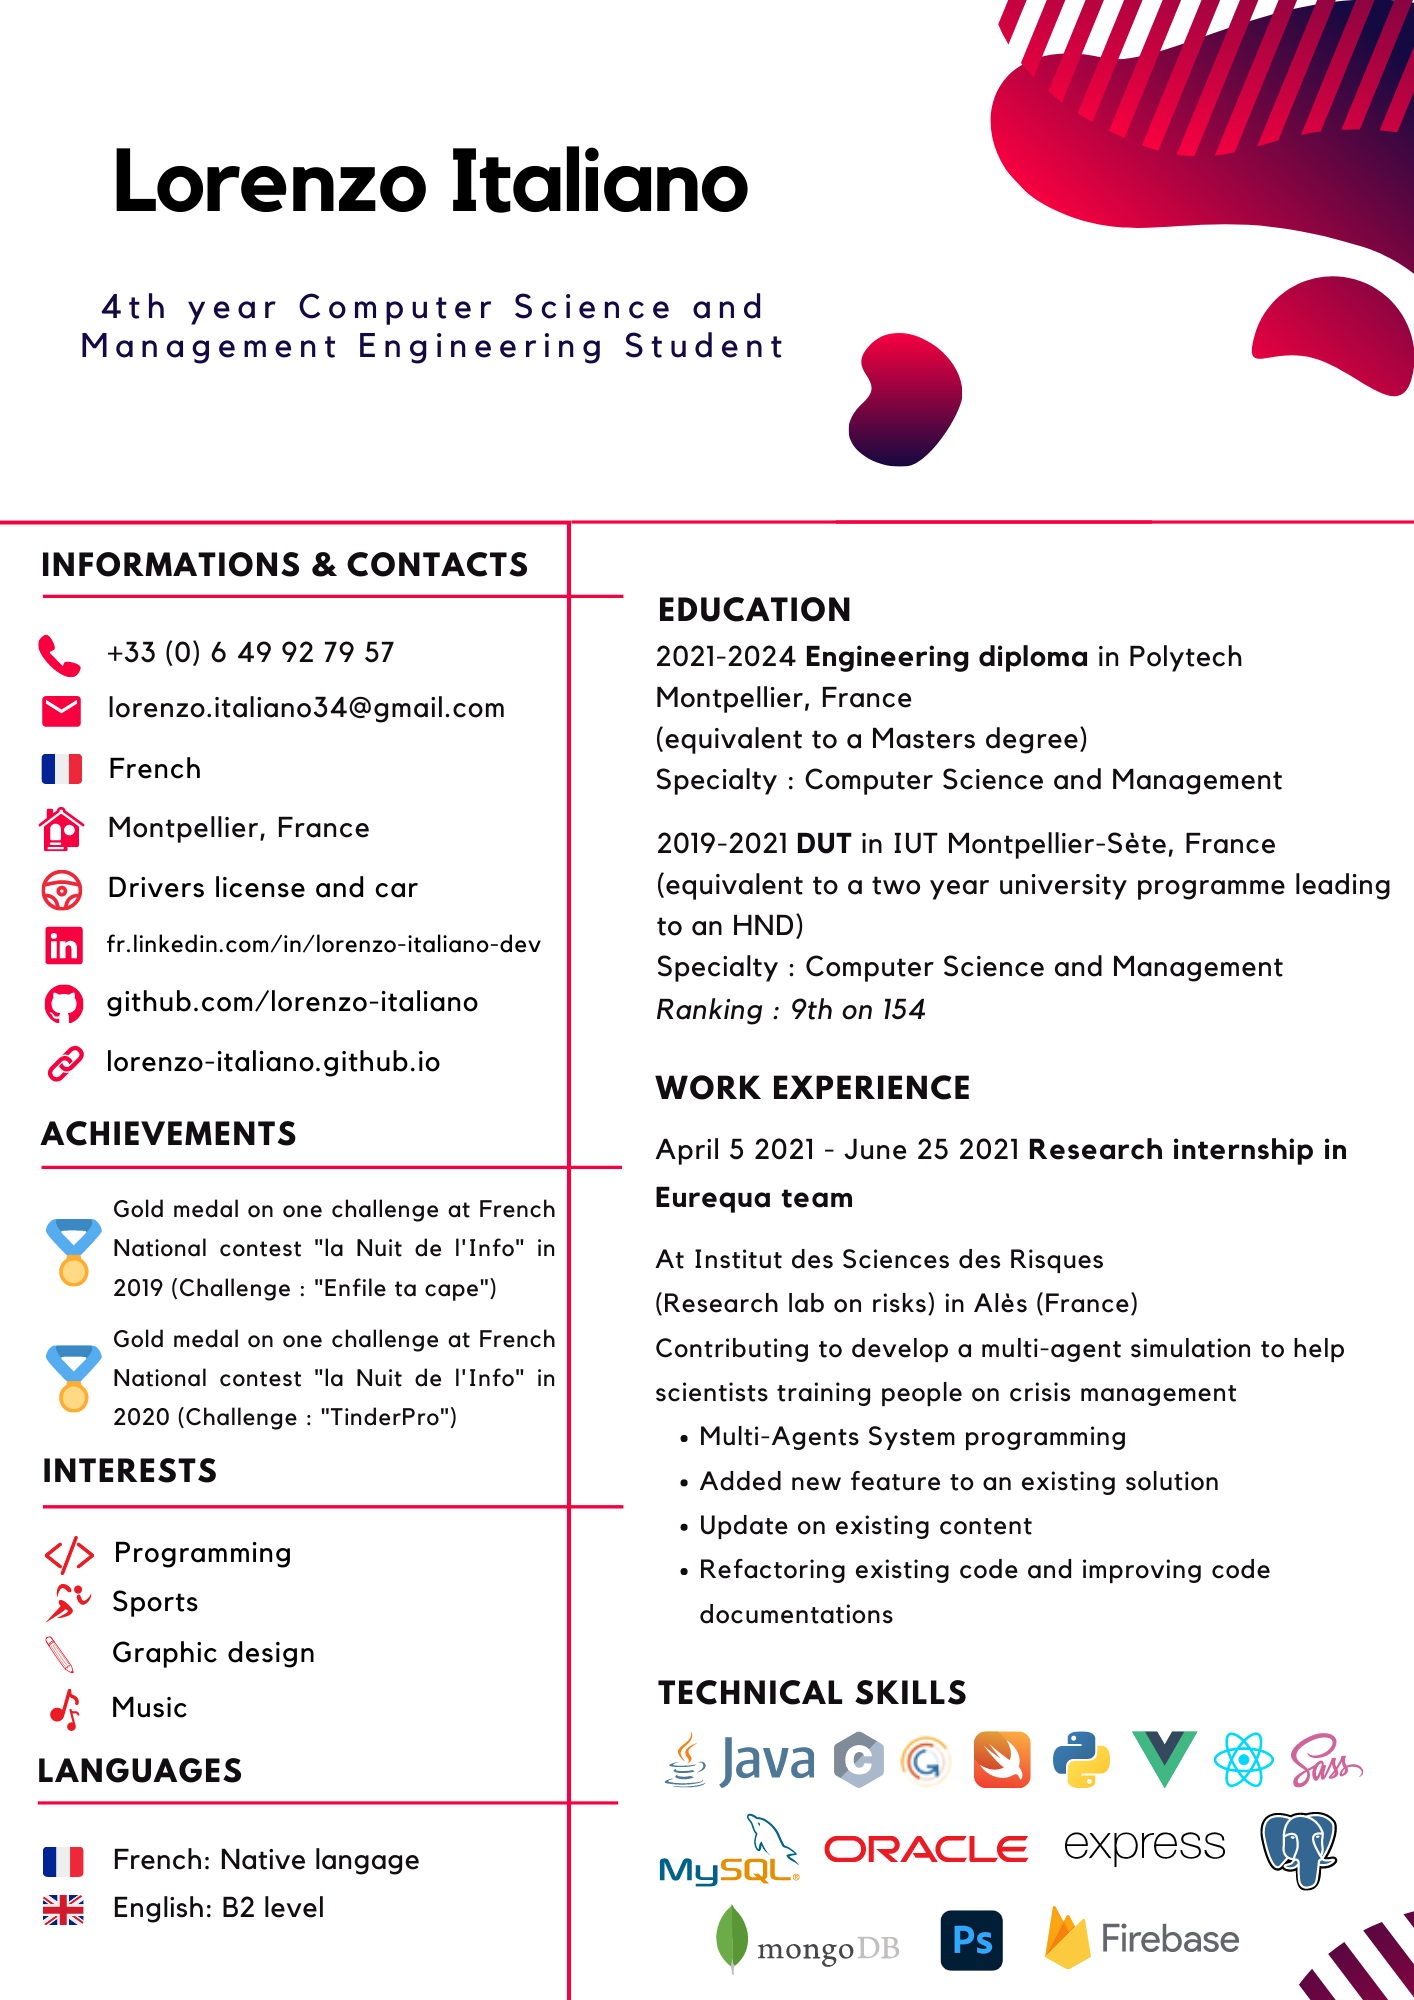 Lorenzo Italiano
4th year Computer Science and
Management Engineering Student
INFORMATIONS & CONTACTS
+33 (0) 6 49 92 79 57
lorenzo.italiano34@gmail.com
French
Montpellier, France
Drivers license and car
in fr.linkedin.com/in/lorenzo-italiano-dev
github.com/lorenzo-italiano
lorenzo-italiano.github.io
ACHIEVEMENTS
Gold medal on one challenge at French
National contest "la Nuit de l'Info" in
2019 (Challenge : "Enfile ta cape")
Gold medal on one challenge at French
National contest "la Nuit de l'Info" in
2020 (Challenge : "TinderPro")
INTERESTS
</> Programming
Sports
Graphic design
Music
LANGUAGES
French: Native langage
English: B2 level
EDUCATION
2021-2024 Engineering diploma in Polytech
Montpellier, France
(equivalent to a Masters degree)
Specialty : Computer Science and Management
2019-2021 DUT in IUT Montpellier-Sète, France
(equivalent to a two year university programme leading
to an HND)
Specialty : Computer Science and Management
Ranking : 9th on 154
WORK EXPERIENCE
April 5 2021 - June 25 2021 Research internship in
Eurequa team
At Institut des Sciences des Risques
(Research lab on risks) in Alès (France)
Contributing to develop a multi-agent simulation to help
scientists training people on crisis management
• Multi-Agents System programming
• Added new feature to an existing solution
• Update on existing content
• Refactoring existing code and improving code
documentations
TECHNICAL SKILLS
Java C G Sass
MySQL® ORACLE express
mongoDB Ps Firebase